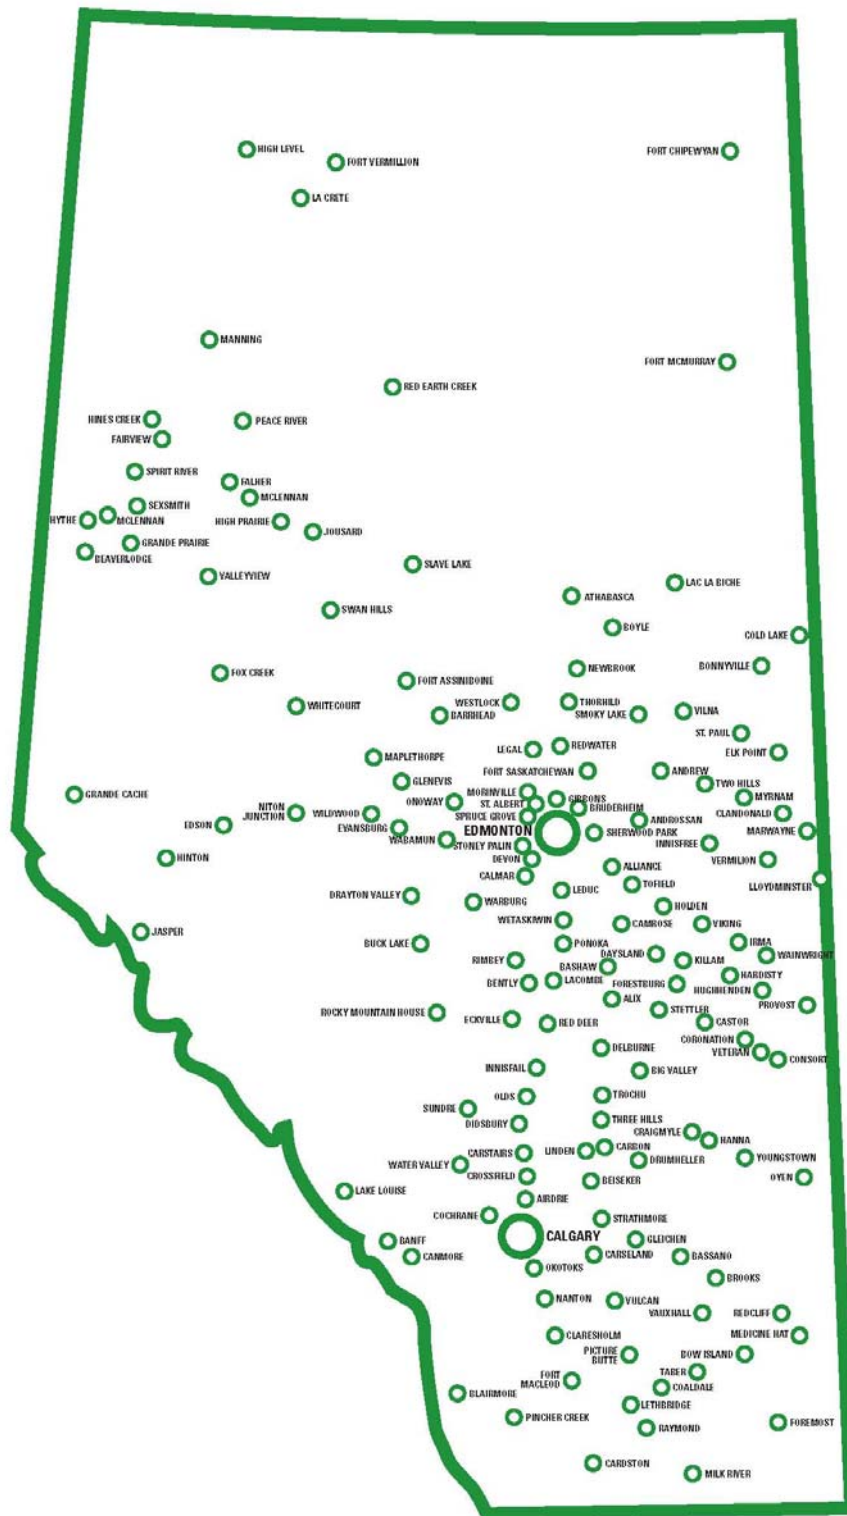 HIGH LEVEL
FORT VERMILLION
FORT CHIPEWYAN
LA CRETE
MANNING
FORT MCMURRAY
RED EARTH CREEK
HINES CREEK
PEACE RIVER
FAIRVIEW
SPIRIT RIVER
FALHER
MCLENNAN
SEXSMITH
HYTHE
MCLENNAN
HIGH PRAIRIE
JOUSARD
GRANDE PRAIRIE
BEAVERLODGE
SLAVE LAKE
VALLEYVIEW
LAC LA BICHE
ATHABASCA
SWAN HILLS
BOYLE
COLD LAKE
NEWBROOK
BONNYVILLE
FOX CREEK
FORT ASSINIBOINE
WESTLOCK
THORHILD
WHITECOURT
BARRHEAD
SMOKY LAKE
VILNA
ST. PAUL
LEGAL
REDWATER
ELK POINT
MAPLETHORPE
FORT SASKATCHEWAN
ANDREW
GLENEVIS
TWO HILLS
GRANDE CACHE
MORINVILLE
MYRNAM
ONOWAY
ST. ALBERT
GIBBONS
BRUDERHEIM
NITON
JUNCTION
WILDWOOD
SPRUCE GROVE
CLANDONALD
EDSON
EVANSBURG
EDMONTON
ANDROSSAN
SHERWOOD PARK
MARWAYNE
WABAMUN
STONEY PALIN
INNISFREE
HINTON
DEVON
VERMILION
CALMAR
ALLIANCE
LLOYDMINSTER
DRAYTON VALLEY
LEDUC
TOFIELD
WARBURG
HOLDEN
WETASKIWIN
CAMROSE
VIKING
JASPER
BUCK LAKE
PONOKA
IRMA
DAYSLAND
WAINWRIGHT
RIMBEY
BASHAW
KILLAM
HARDISTY
BENTLY
LACOMBE
FORESTBURG
HUGHHENDEN
ALIX
PROVOST
ROCKY MOUNTAIN HOUSE
ECKVILLE
RED DEER
STETTLER
CASTOR
CORONATION
DELBURNE
VETERAN
CONSORT
INNISFAIL
BIG VALLEY
OLDS
TROCHU
SUNDRE
DIDSBURY
THREE HILLS
CRAIGMYLE
HANNA
CARSTAIRS
LINDEN
CARBON
DRUMHELLER
YOUNGSTOWN
WATER VALLEY
CROSSFIELD
BEISEKER
OYEN
LAKE LOUISE
AIRDRIE
COCHRANE
STRATHMORE
BANFF
CALGARY
GLEICHEN
CANMORE
CARSELAND
BASSANO
OKOTOKS
BROOKS
NANTON
VULCAN
VAUXHALL
REDCLIFF
CLARESHOLM
MEDICINE HAT
PICTURE
BUTTE
BOW ISLAND
FORT
MACLEOD
TABER
COALDALE
BLAIRMORE
LETHBRIDGE
PINCHER CREEK
RAYMOND
FOREMOST
CARDSTON
MILK RIVER